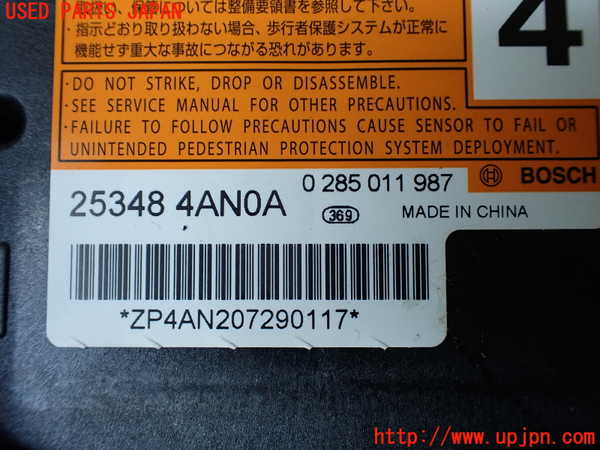 USED PARTS JAPAN
・指示どおり取り扱わない場合、歩行者保護システムが正常に
機能せず重大な事故につながる恐れがあります。
4
・DO NOT STRIKE, DROP OR DISASSEMBLE.
・SEE SERVICE MANUAL FOR OTHER PRECAUTIONS.
・FAILURE TO FOLLOW PRECAUTIONS CAUSE SENSOR TO FAIL OR
UNINTENDED PEDESTRIAN PROTECTION SYSTEM DEPLOYMENT.
0 285 011 987
BOSCH
25348 4AN0A
369
MADE IN CHINA
*ZP4AN207290117*
http://www.upjpn.com/